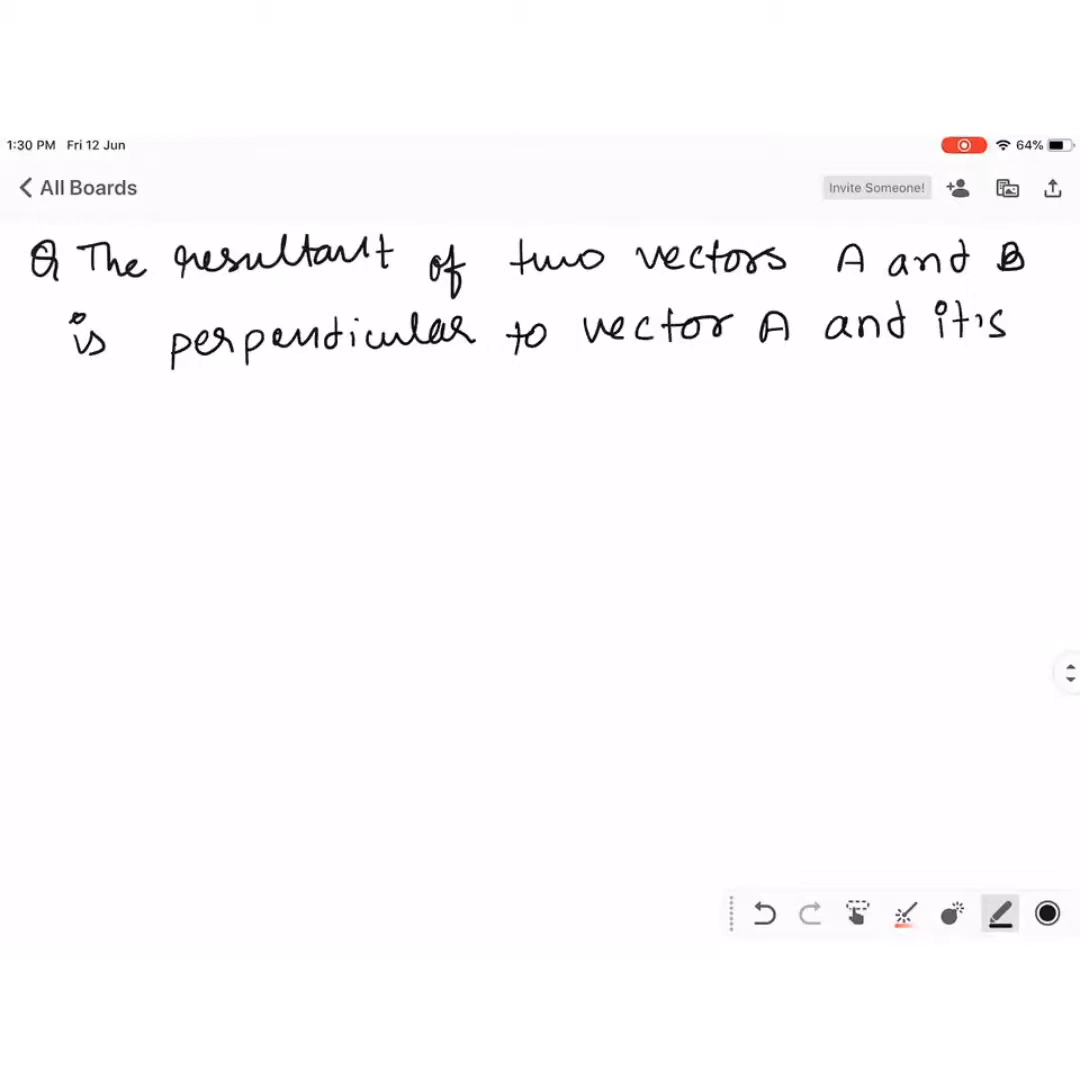 1:30 PM Fri 12 Jun 64%
All Boards Invite Someone!
Q The resultant of two vectors A and B
is perpendicular to vector A and it's